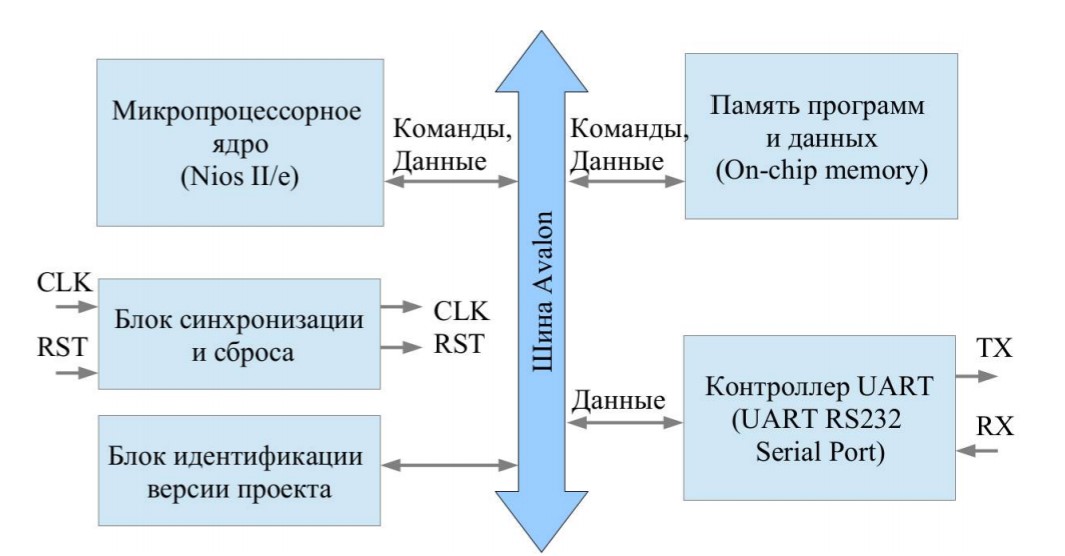 Микропроцессорное
ядро
(Nios II/e)
Команды,
Данные
Команды,
Данные
Память программ
и данных
(On-chip memory)
Шина Avalon
CLK
RST
Блок синхронизации
и сброса
CLK
RST
Данные
Контроллер UART
(UART RS232
Serial Port)
TX
RX
Блок идентификации
версии проекта